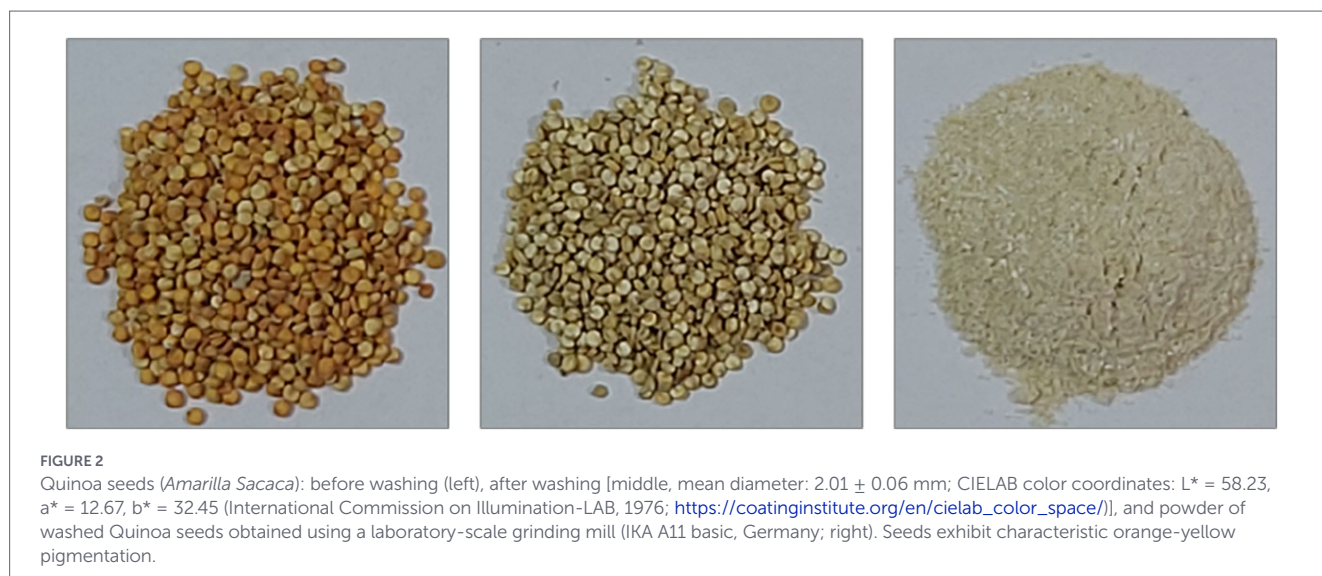 FIGURE 2
Quinoa seeds (Amarilla Sacaca): before washing (left), after washing [middle, mean diameter: 2.01 ± 0.06 mm; CIELAB color coordinates: L* = 58.23,
a* = 12.67, b* = 32.45 (International Commission on Illumination-LAB, 1976; https://coatinginstitute.org/en/cielab_color_space/)], and powder of
washed Quinoa seeds obtained using a laboratory-scale grinding mill (IKA A11 basic, Germany; right). Seeds exhibit characteristic orange-yellow
pigmentation.